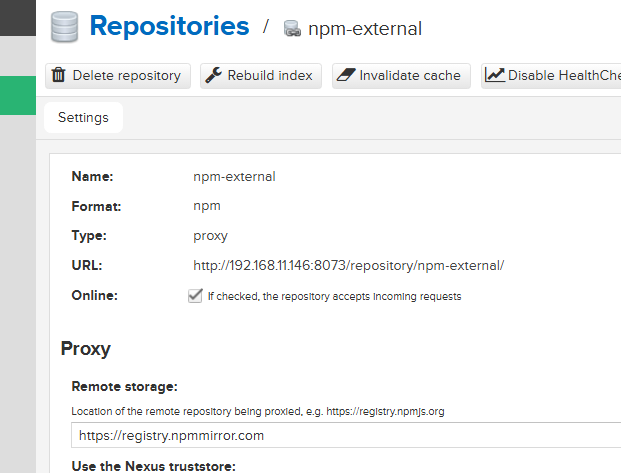 Repositories / npm-external
Delete repository Rebuild index Invalidate cache Disable HealthChe
Settings
Name: npm-external
Format: npm
Type: proxy
URL: http://192.168.11.146:8073/repository/npm-external/
Online: If checked, the repository accepts incoming requests
Proxy
Remote storage:
Location of the remote repository being proxied, e.g. https://registry.npmjs.org
https://registry.npmmirror.com
Use the Nexus truststore: